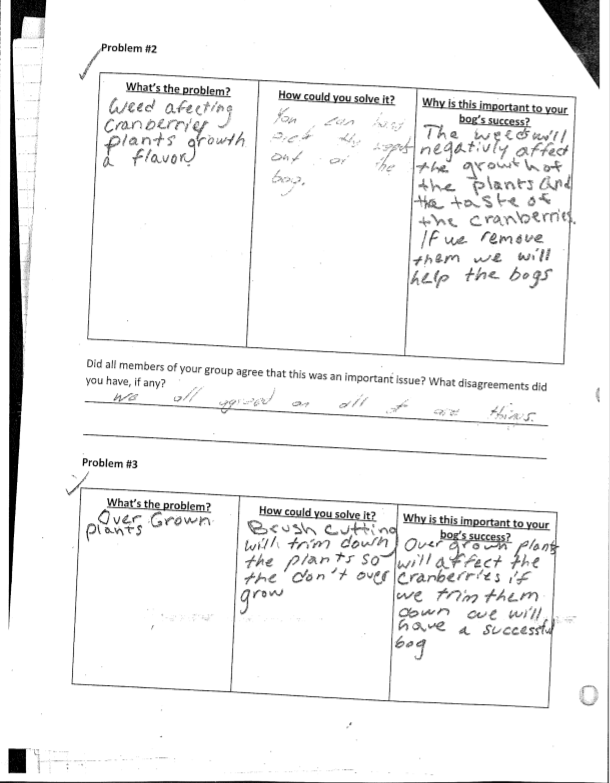 Problem #2
What's the problem?
Weed afecting
cranberries
plants growth
& flavor
How could you solve it?
You can
pick the weeds
out of the
bog.
Why is this important to your
bog's success?
The weeds will
negativly affect
the growth of
the plants and
the taste of
the cranberries.
If we remove
them we will
help the bogs
Did all members of your group agree that this was an important issue? What disagreements did
you have, if any?
We all agreed on all of are things.
Problem #3
What's the problem?
Over Grown
plants
How could you solve it?
Brush cutting
will trim down
the plants so
the don't over
grow
Why is this important to your
bog's success?
Over grown plants
will affect the
cranberries if
we trim them
down we will
have a successful
bog